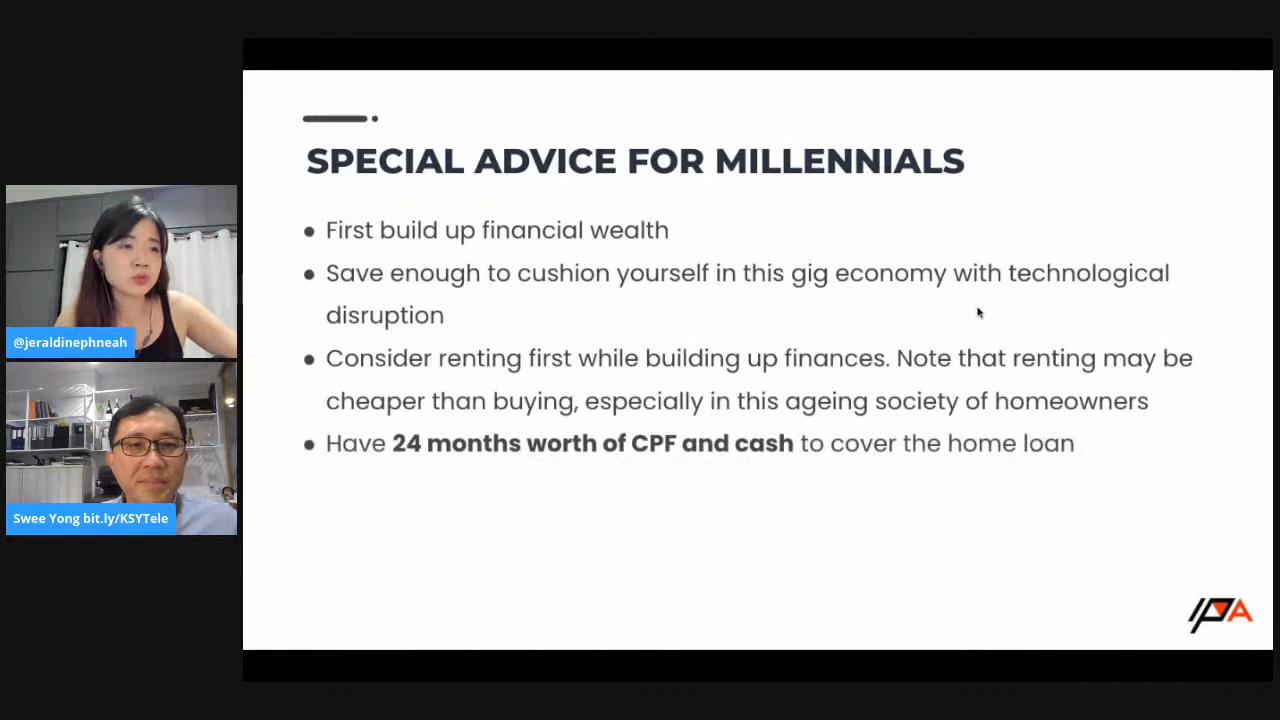 SPECIAL ADVICE FOR MILLENNIALS
● First build up financial wealth
● Save enough to cushion yourself in this gig economy with technological
disruption
● Consider renting first while building up finances. Note that renting may be
cheaper than buying, especially in this ageing society of homeowners
● Have 24 months worth of CPF and cash to cover the home loan
@jeraldinephneah
Swee Yong bit.ly/KSYTele
IPA